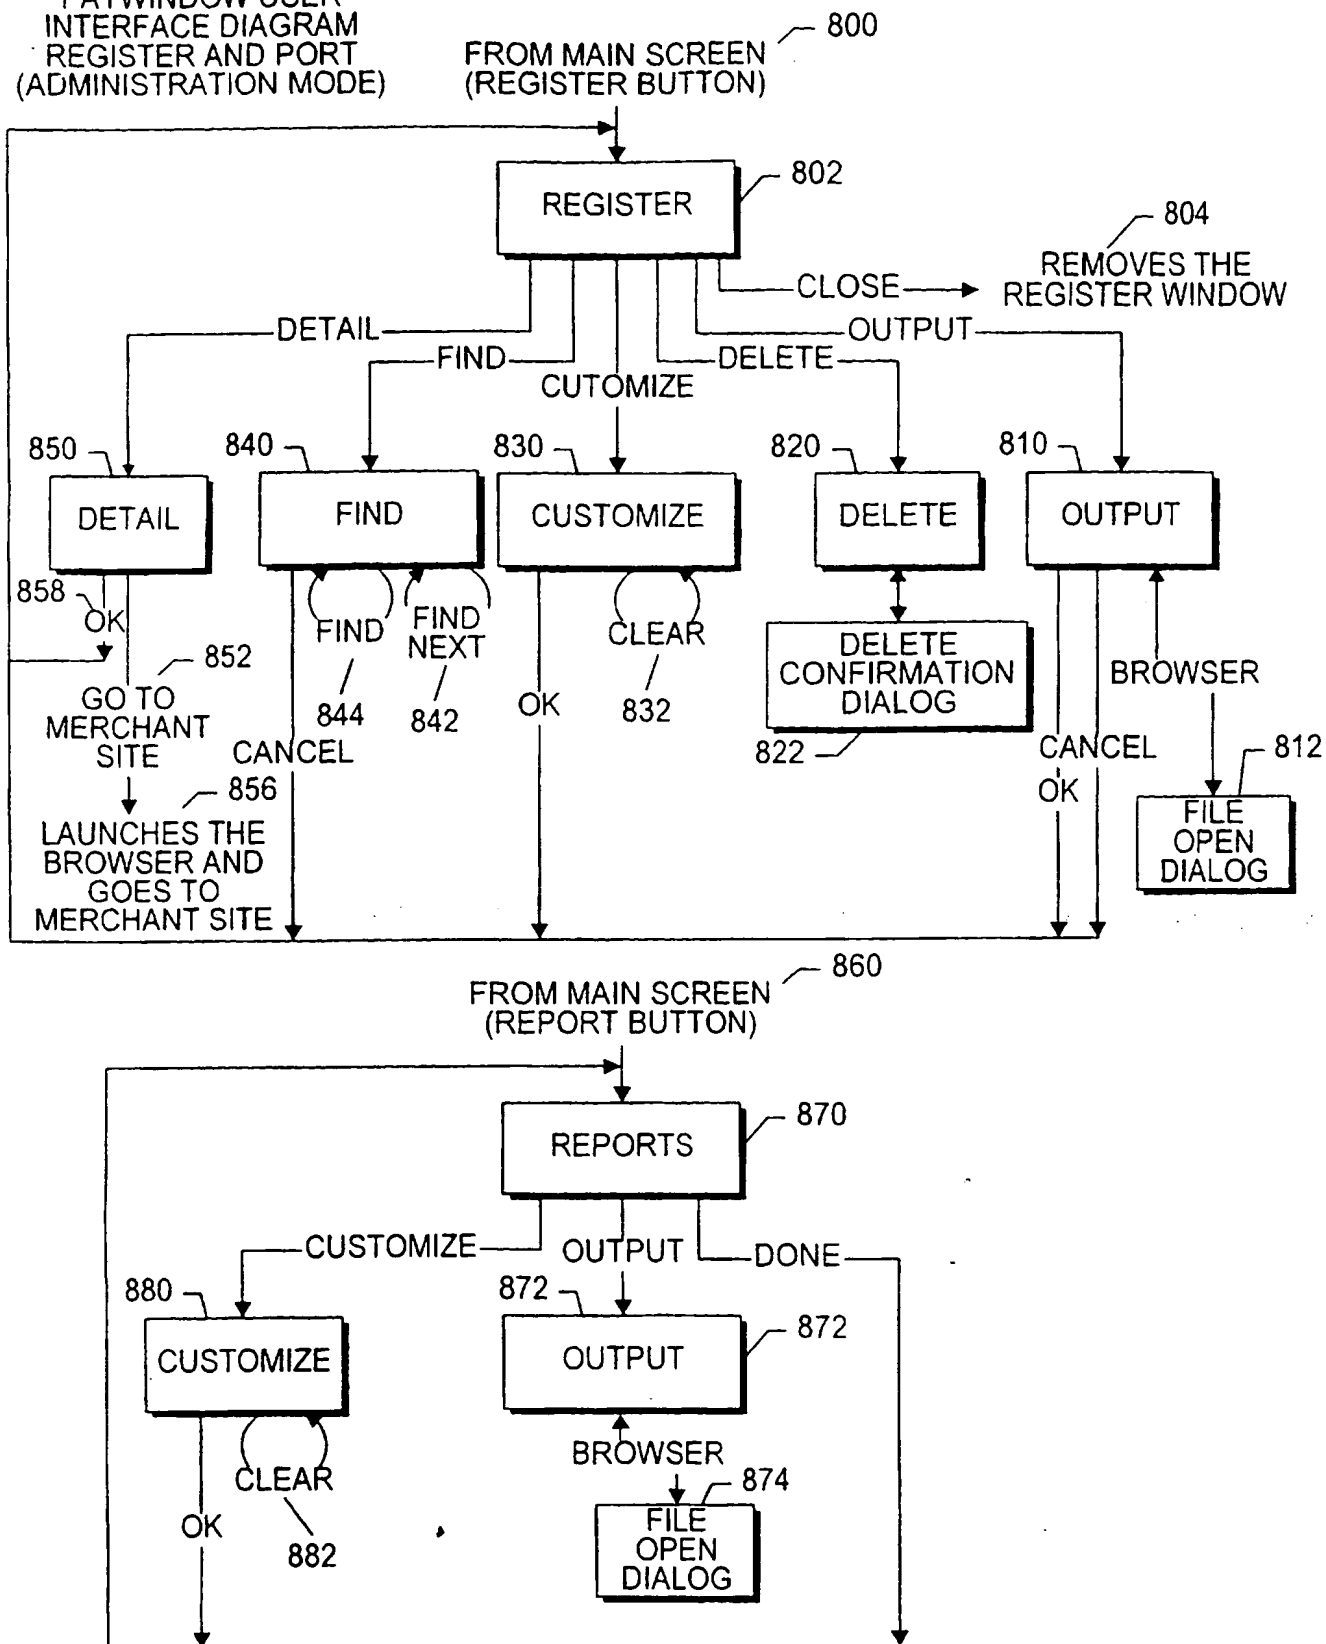 INTERFACE DIAGRAM
REGISTER AND PORT
(ADMINISTRATION MODE)
FROM MAIN SCREEN
(REGISTER BUTTON)
800
REGISTER
802
804
REMOVES THE
REGISTER WINDOW
CLOSE
DETAIL
OUTPUT
FIND
DELETE
CUTOMIZE
850
840
830
820
810
DETAIL
FIND
CUSTOMIZE
DELETE
OUTPUT
858
OK
FIND
FIND
NEXT
CLEAR
DELETE
CONFIRMATION
DIALOG
BROWSER
852
GO TO
MERCHANT
SITE
844
842
OK
832
822
CANCEL
CANCEL
OK
812
856
LAUNCHES THE
BROWSER AND
GOES TO
MERCHANT SITE
FILE
OPEN
DIALOG
860
FROM MAIN SCREEN
(REPORT BUTTON)
REPORTS
870
CUSTOMIZE
OUTPUT
DONE
880
872
CUSTOMIZE
OUTPUT
872
BROWSER
CLEAR
874
OK
882
FILE
OPEN
DIALOG